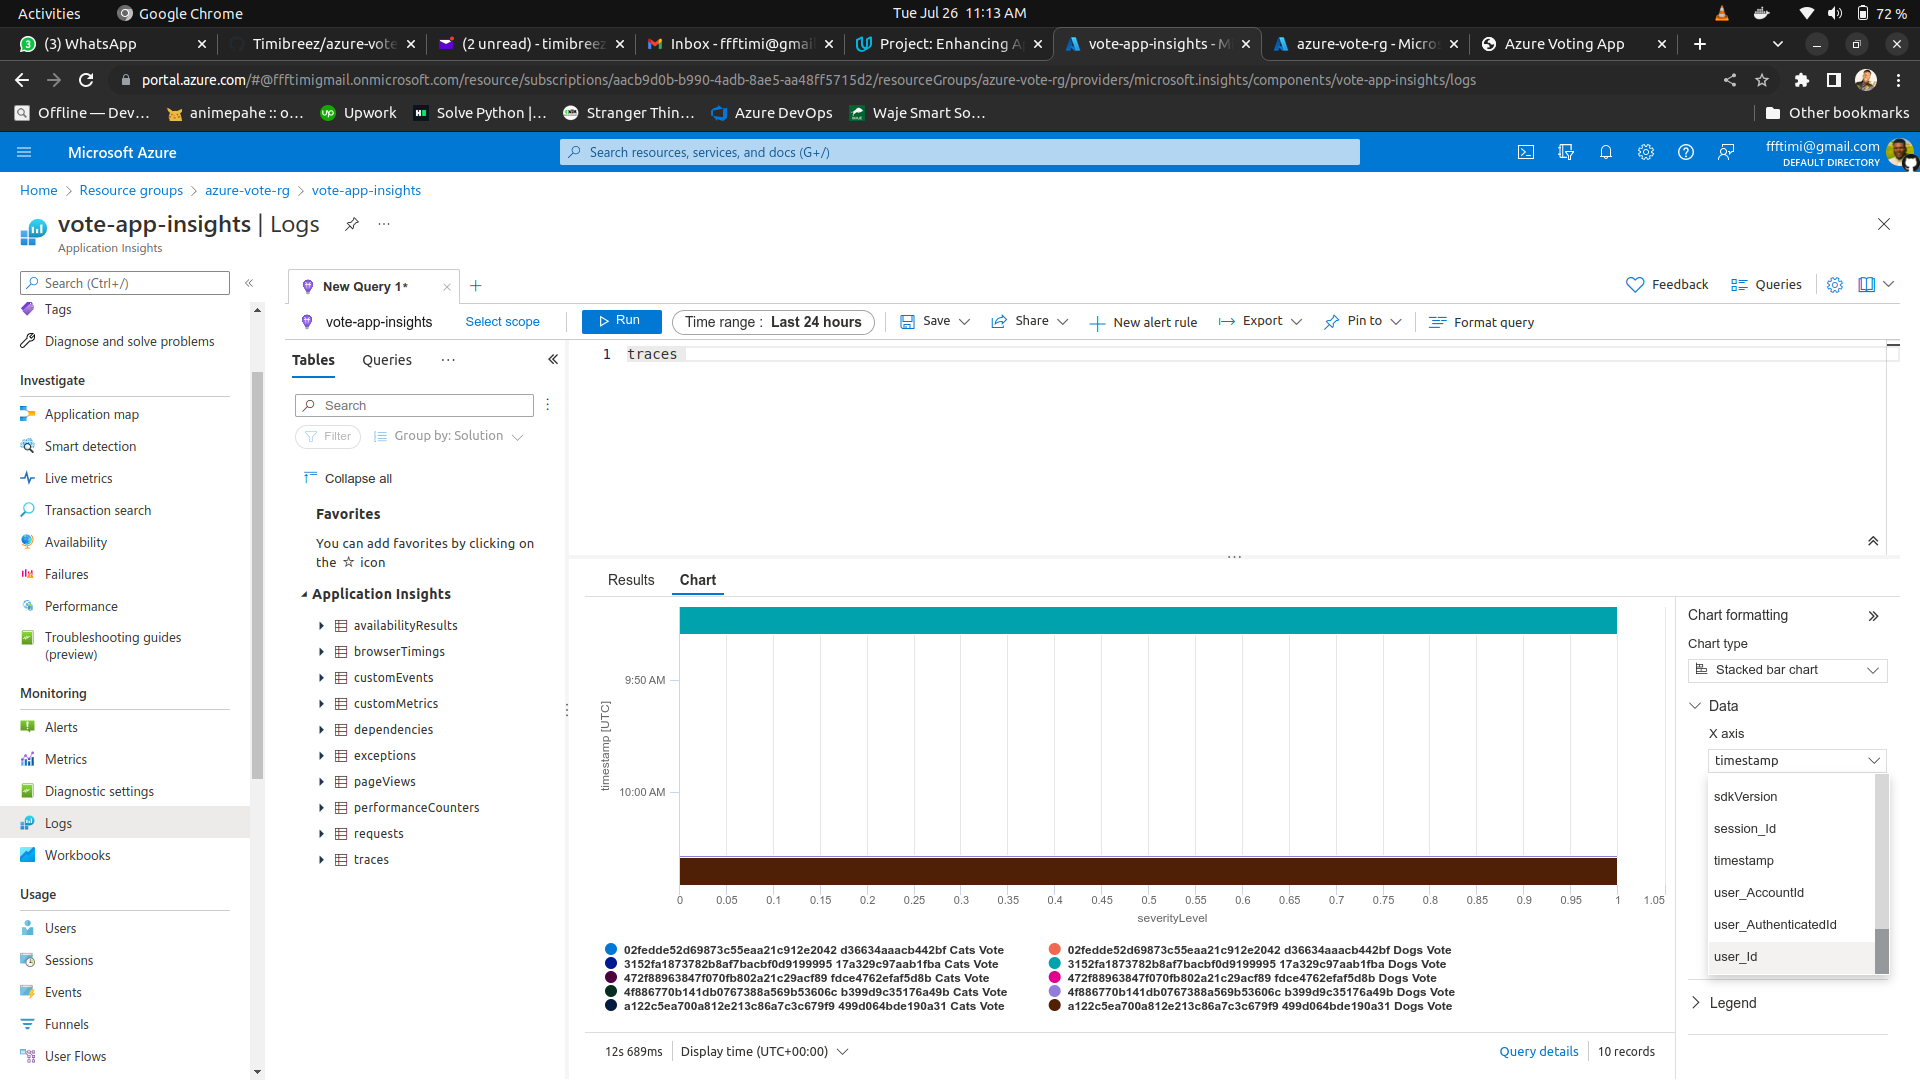 Activities
Google Chrome
Tue Jul 26 11:13 AM
72 %
(3) WhatsApp
Timibreez/azure-vote
(2 unread) - timibreez
Inbox - ffftimi@gmai
Project: Enhancing A
vote-app-insights - M
azure-vote-rg - Micros
Azure Voting App
portal.azure.com/#@ffftimigmail.onmicrosoft.com/resource/subscriptions/aacb9d0b-b990-4adb-8ae5-aa48ff5715d2/resourceGroups/azure-vote-rg/providers/microsoft.insights/components/vote-app-insights/logs
Offline — Dev...
animepahe :: o...
Upwork
Solve Python |...
Stranger Thin...
Azure DevOps
Waje Smart So...
Other bookmarks
Microsoft Azure
Search resources, services, and docs (G+/)
ffftimi@gmail.com
DEFAULT DIRECTORY
Home > Resource groups > azure-vote-rg > vote-app-insights
vote-app-insights | Logs
Application Insights
Search (Ctrl+/)
Tags
Diagnose and solve problems
Investigate
Application map
Smart detection
Live metrics
Transaction search
Availability
Failures
Performance
Troubleshooting guides
(preview)
Monitoring
Alerts
Metrics
Diagnostic settings
Logs
Workbooks
Usage
Users
Sessions
Events
Funnels
User Flows
New Query 1*
Feedback
Queries
vote-app-insights
Select scope
Run
Time range : Last 24 hours
Save
Share
New alert rule
Export
Pin to
Format query
Tables
Queries
Search
Filter
Group by: Solution
Collapse all
Favorites
You can add favorites by clicking on
the ☆ icon
Application Insights
availabilityResults
browserTimings
customEvents
customMetrics
dependencies
exceptions
pageViews
performanceCounters
requests
traces
1 traces
Results
Chart
timestamp [UTC]
9:50 AM
10:00 AM
0 0.05 0.1 0.15 0.2 0.25 0.3 0.35 0.4 0.45 0.5 0.55 0.6 0.65 0.7 0.75 0.8 0.85 0.9 0.95 1 1.05
severityLevel
02fedde52d69873c55eaa21c912e2042 d36634aaacb442bf Cats Vote
02fedde52d69873c55eaa21c912e2042 d36634aaacb442bf Dogs Vote
3152fa1873782b8af7bacbf0d9199995 17a329c97aab1fba Cats Vote
3152fa1873782b8af7bacbf0d9199995 17a329c97aab1fba Dogs Vote
472f88963847f070fb802a21c29acf89 fdce4762efaf5d8b Cats Vote
472f88963847f070fb802a21c29acf89 fdce4762efaf5d8b Dogs Vote
4f886770b141db0767388a569b53606c b399d9c35176a49b Cats Vote
4f886770b141db0767388a569b53606c b399d9c35176a49b Dogs Vote
a122c5ea700a812e213c86a7c3c679f9 499d064bde190a31 Cats Vote
a122c5ea700a812e213c86a7c3c679f9 499d064bde190a31 Dogs Vote
12s 689ms
Display time (UTC+00:00)
Query details
10 records
Chart formatting
Chart type
Stacked bar chart
Data
X axis
timestamp
sdkVersion
session_Id
timestamp
user_AccountId
user_AuthenticatedId
user_Id
Legend